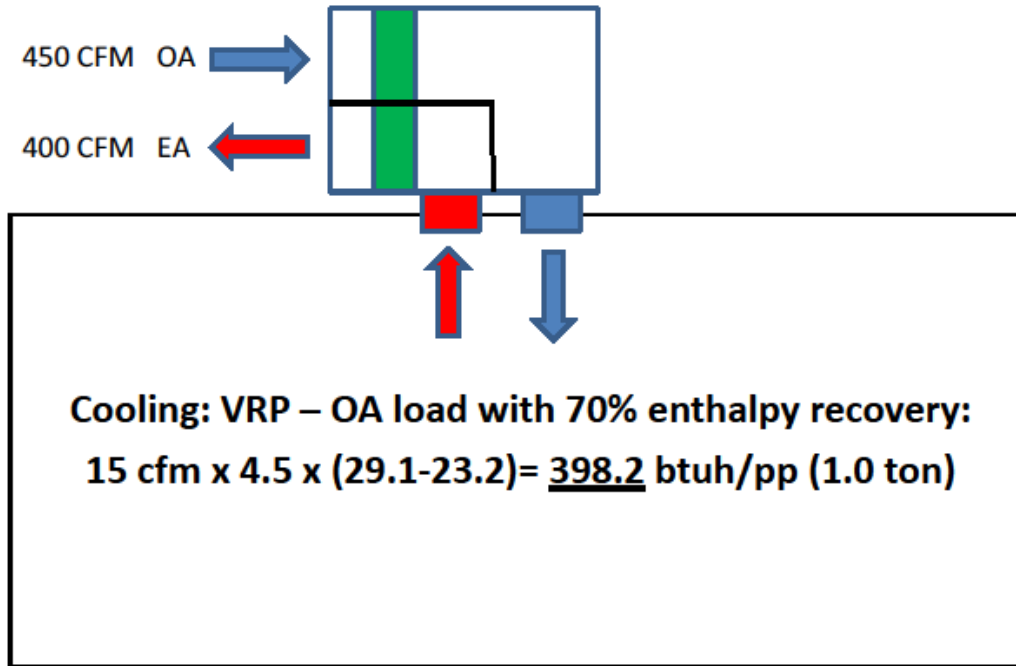 450 CFM OA
400 CFM EA
Cooling: VRP – OA load with 70% enthalpy recovery:
15 cfm x 4.5 x (29.1-23.2)= 398.2 btuh/pp (1.0 ton)